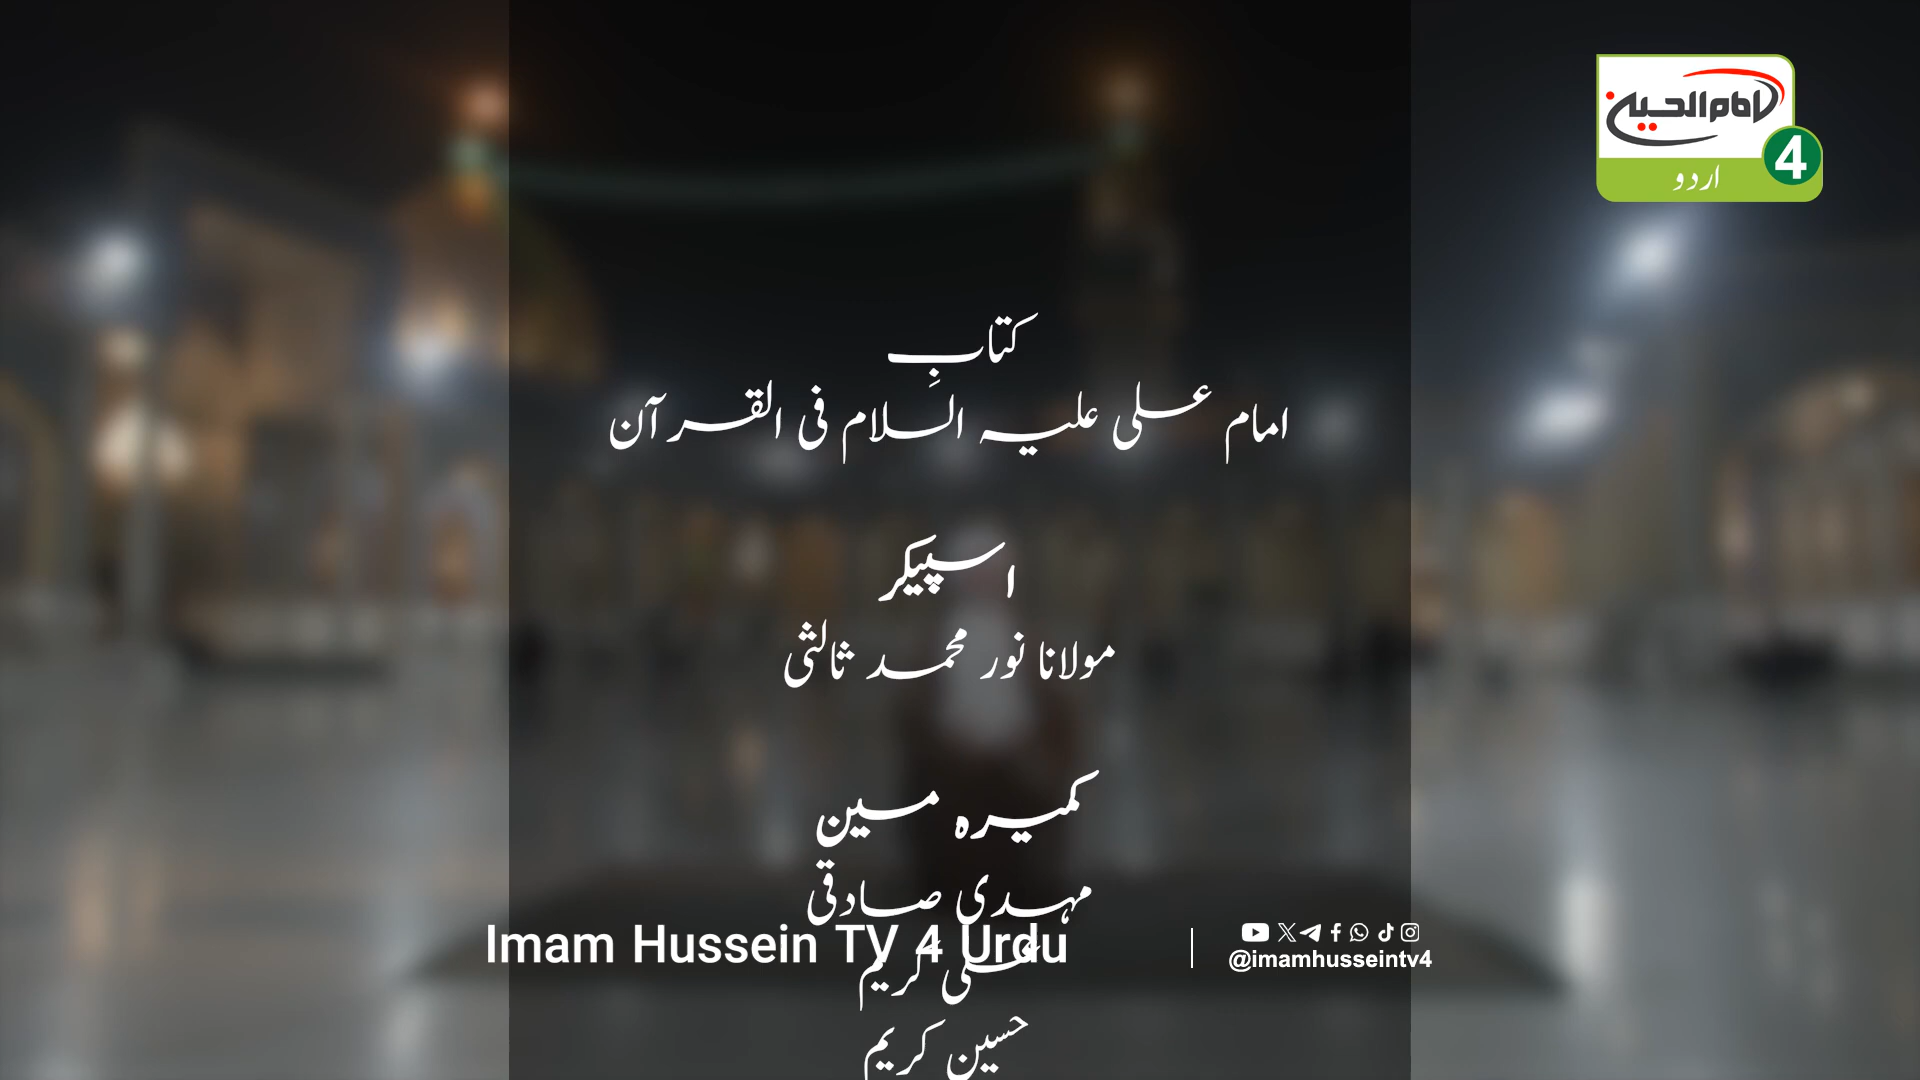 امام الحسین
4
اردو
کتابِ
امام علی علیہ السلام فی القرآن
اسپیکر
مولانا نور محمد ثالثی
کمیرہ مین
مہدی صادقی
علی کریم
حسین کریم
Imam Hussein TV 4 Urdu
@imamhusseintv4